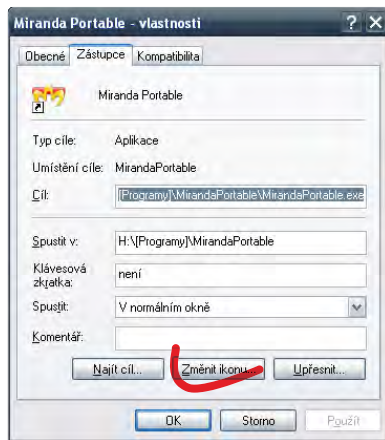 Miranda Portable - vlastnosti
Obecné Zástupce Kompatibilita
Miranda Portable
Typ cíle: Aplikace
Umístění cíle: MirandaPortable
Cíl: [Programy]\MirandaPortable\MirandaPortable.exe
Spustit v: H:\[Programy]\MirandaPortable
Klávesová zkratka: není
Spustit: V normálním okně
Komentář:
Najít cíl... Změnit ikonu... Upřesnit...
OK Storno Použít